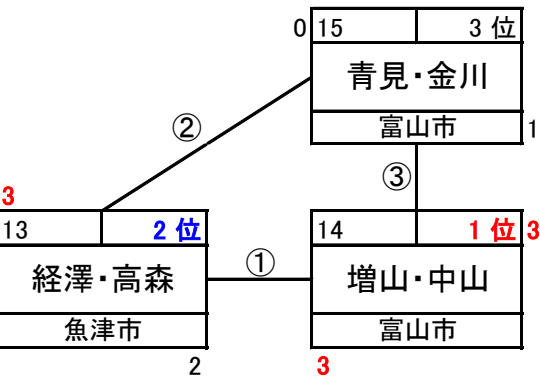 0 15 3 位
青見・金川
富山市 1
②
③
3
13 2 位
経澤・高森
魚津市
2
①
14 1 位 3
増山・中山
富山市
3